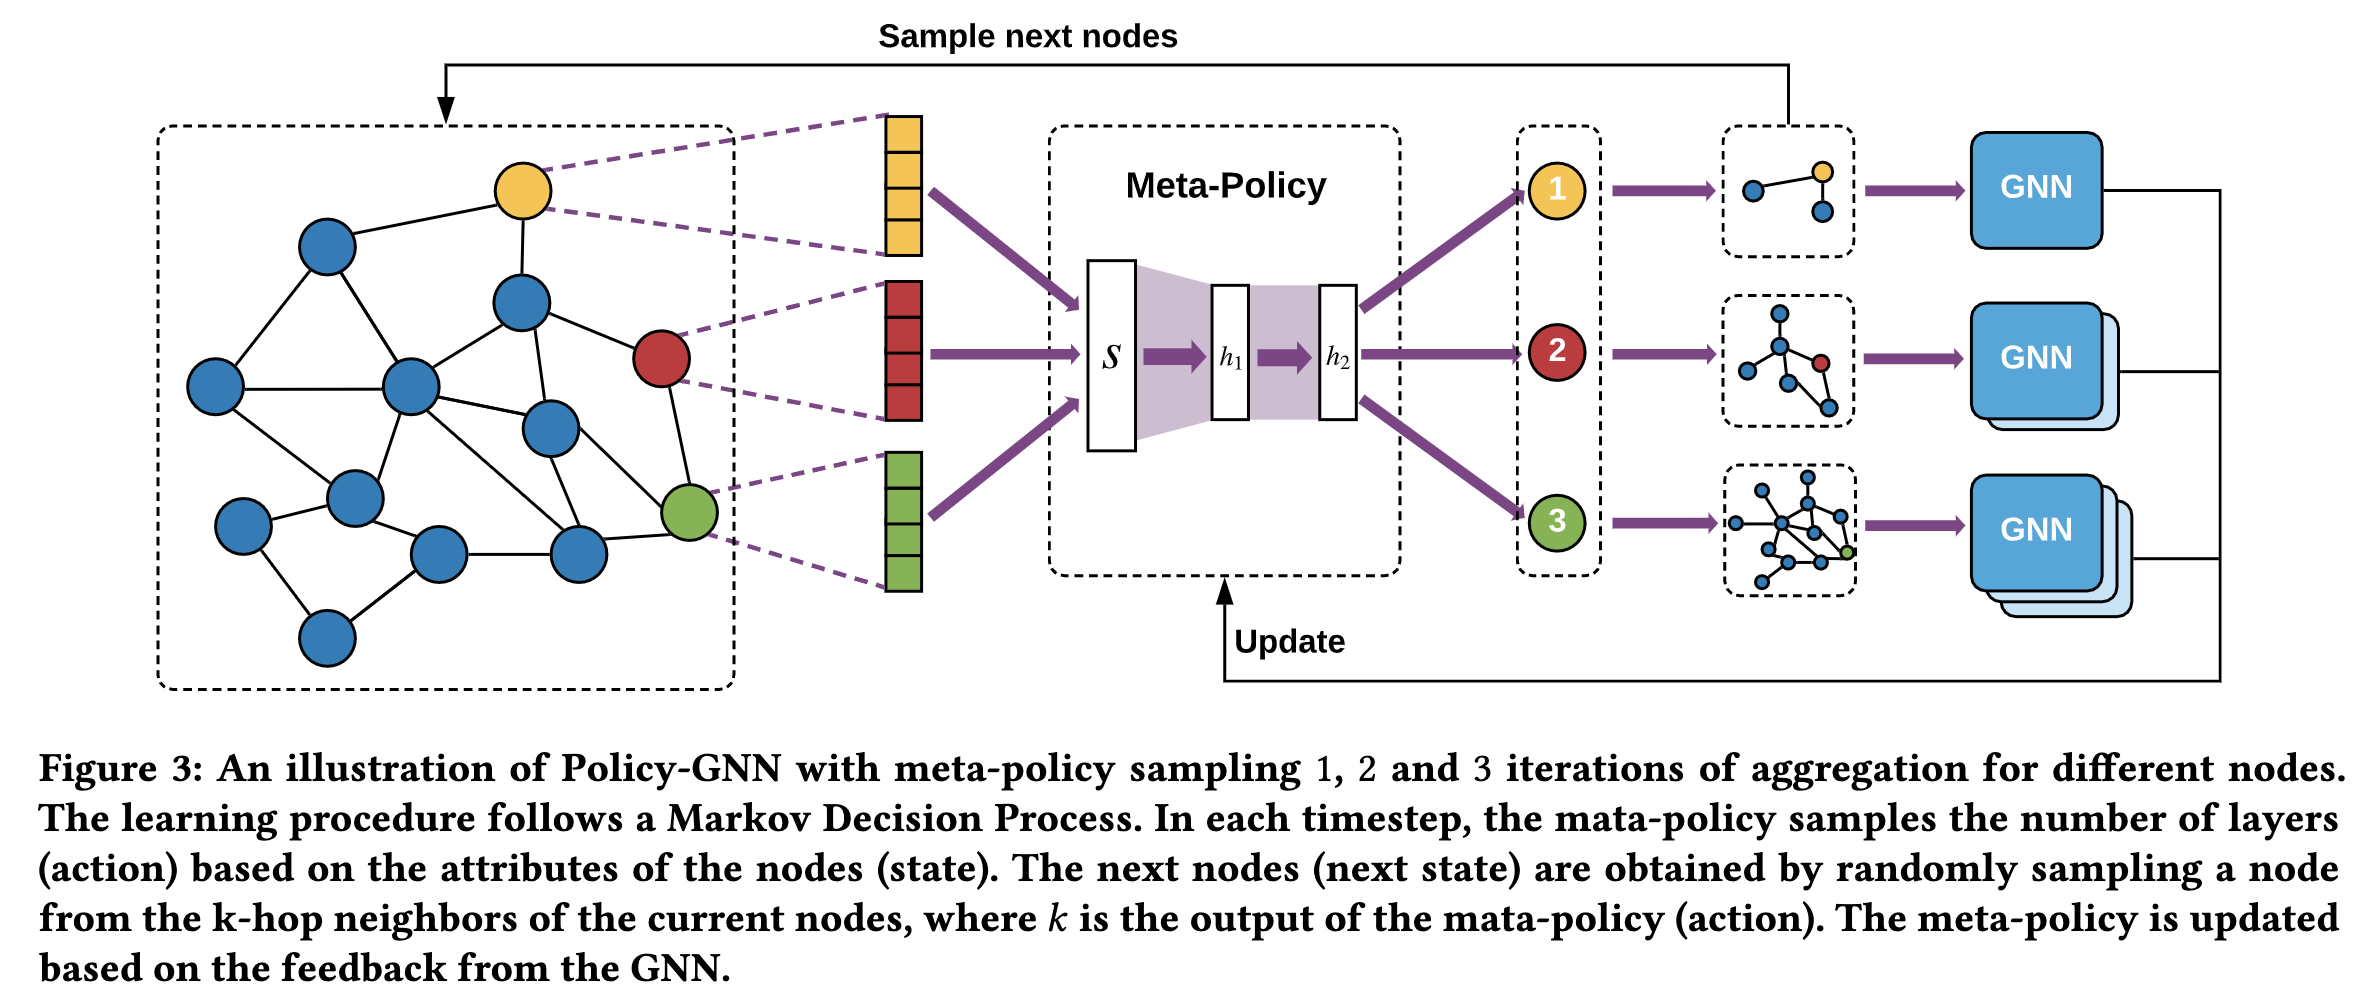 Sample next nodes
Meta-Policy
S
h1
h2
1
2
3
GNN
GNN
GNN
Update
Figure 3: An illustration of Policy-GNN with meta-policy sampling 1, 2 and 3 iterations of aggregation for different nodes.
The learning procedure follows a Markov Decision Process. In each timestep, the mata-policy samples the number of layers
(action) based on the attributes of the nodes (state). The next nodes (next state) are obtained by randomly sampling a node
from the k-hop neighbors of the current nodes, where k is the output of the mata-policy (action). The meta-policy is updated
based on the feedback from the GNN.